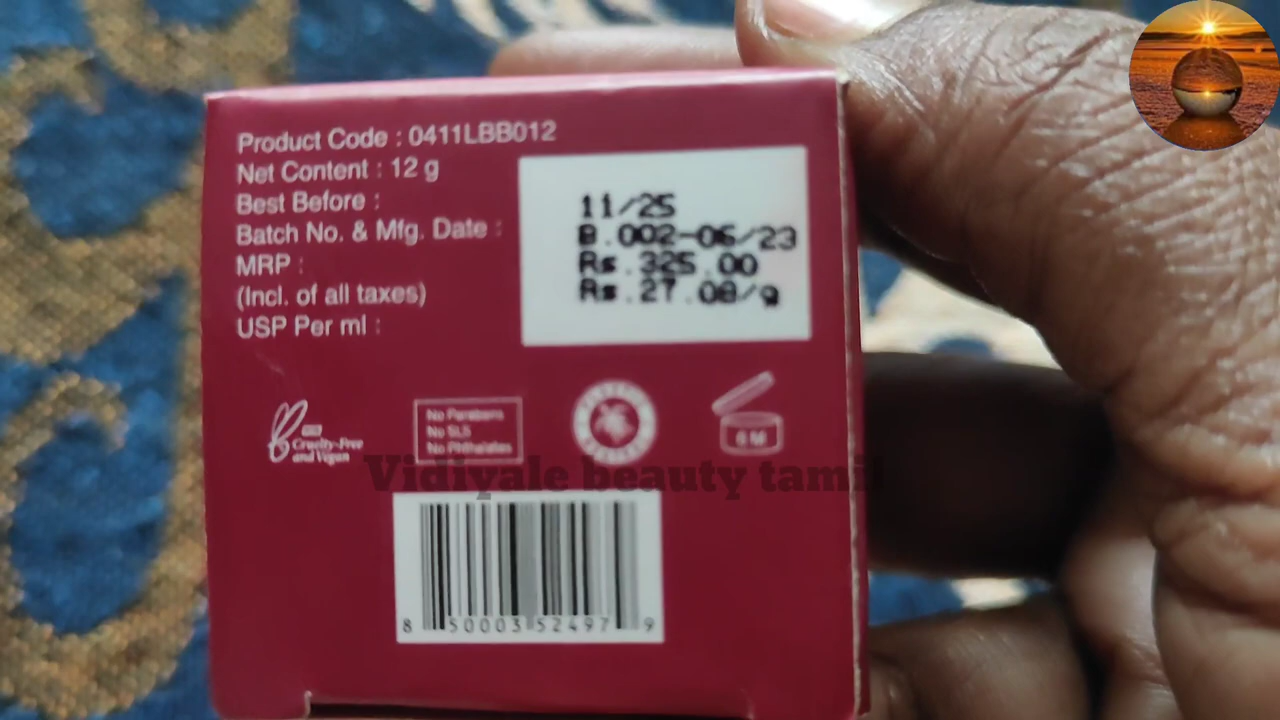 Product Code : 0411LBB012
Net Content : 12 g
Best Before :
Batch No. & Mfg. Date :
MRP :
(Incl. of all taxes)
USP Per ml :
11/25
B.002-06/23
Rs.325.00
Rs.27.08/g
Cruelty-Free
and Vegan
No Parabens
No SLS
No Phthalates
6 M
Vidiyale beauty tamil
8 50003 52497 9